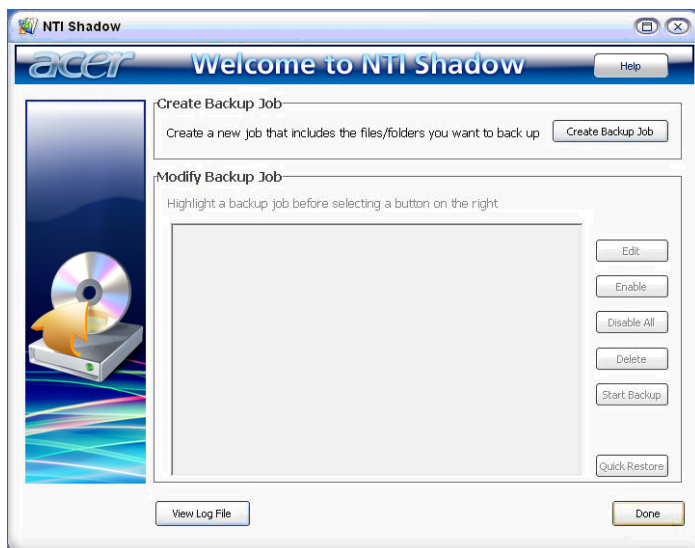 NTI Shadow
acer
Welcome to NTI Shadow
Help
Create Backup Job
Create a new job that includes the files/folders you want to back up
Create Backup Job
Modify Backup Job
Highlight a backup job before selecting a button on the right
Edit
Enable
Disable All
Delete
Start Backup
Quick Restore
View Log File
Done